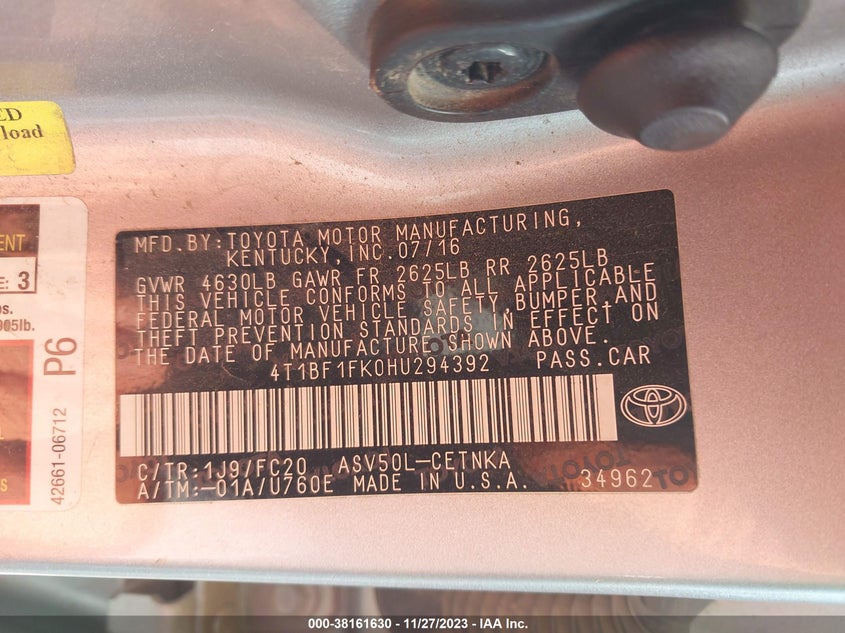 ED
load
ENT
E: 3
os.
905lb.
P6
42661-06712
L
S
MFD.BY:TOYOTA MOTOR MANUFACTURING,
KENTUCKY, INC.07/16
GVWR 4630LB GAWR FR 2625LB RR 2625LB
THIS VEHICLE CONFORMS TO ALL APPLICABLE
FEDERAL MOTOR VEHICLE SAFETY,BUMPER,AND
THEFT PREVENTION STANDARDS IN EFFECT ON
THE DATE OF MANUFACTURE SHOWN ABOVE.
4T1BF1FK0HU294392 PASS.CAR
C/TR:1J9/FC20 ASV50L-CETNKA
A/TM:-01A/U760E MADE IN U.S.A. 34962
000-38161630 - 11/27/2023 - IAA Inc.